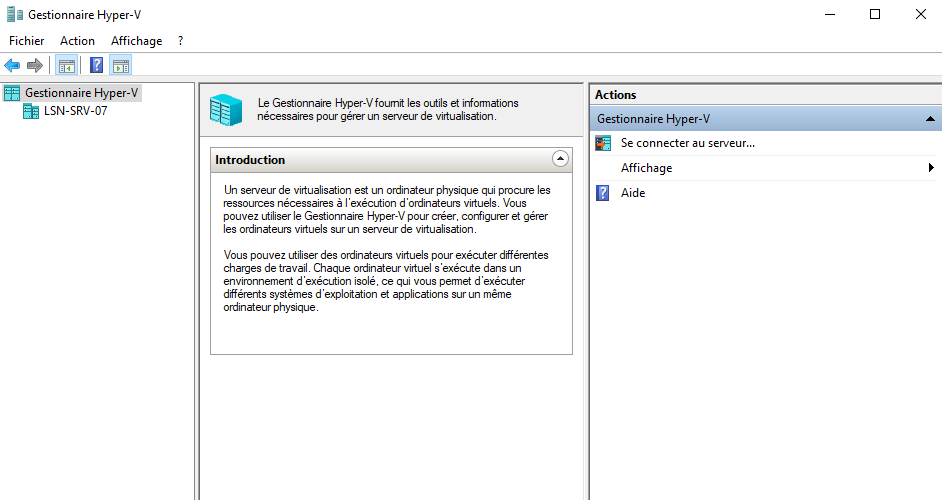 Gestionnaire Hyper-V
Fichier Action Affichage ?
Gestionnaire Hyper-V
LSN-SRV-07
Le Gestionnaire Hyper-V fournit les outils et informations
nécessaires pour gérer un serveur de virtualisation.
Introduction
Un serveur de virtualisation est un ordinateur physique qui procure les
ressources nécessaires à l'exécution d'ordinateurs virtuels. Vous
pouvez utiliser le Gestionnaire Hyper-V pour créer, configurer et gérer
les ordinateurs virtuels sur un serveur de virtualisation.
Vous pouvez utiliser des ordinateurs virtuels pour exécuter différentes
charges de travail. Chaque ordinateur virtuel s'exécute dans un
environnement d'exécution isolé, ce qui vous permet d'exécuter
différents systèmes d'exploitation et applications sur un même
ordinateur physique.
Actions
Gestionnaire Hyper-V
Se connecter au serveur...
Affichage
Aide